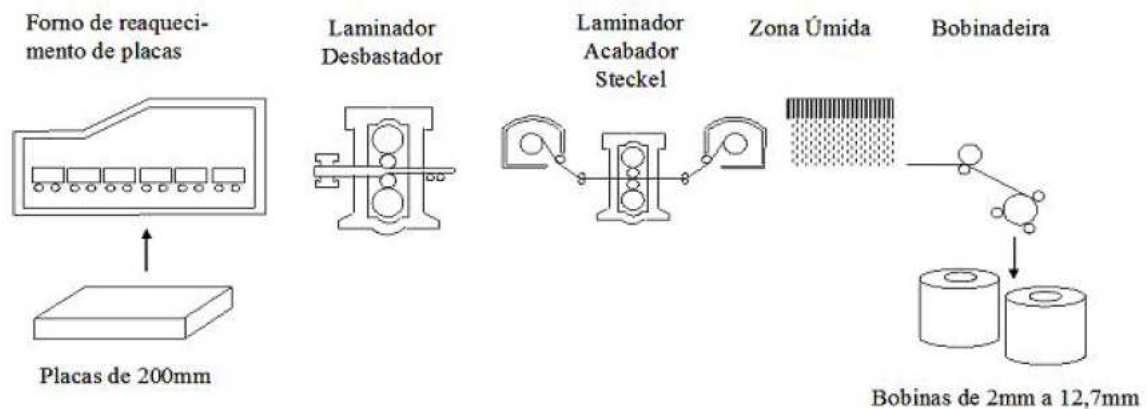 Forno de reaqueci-
mento de placas
Laminador
Desbastador
Laminador
Acabador
Steckel
Zona Úmida
Bobinadeira
Placas de 200mm
Bobinas de 2mm a 12,7mm